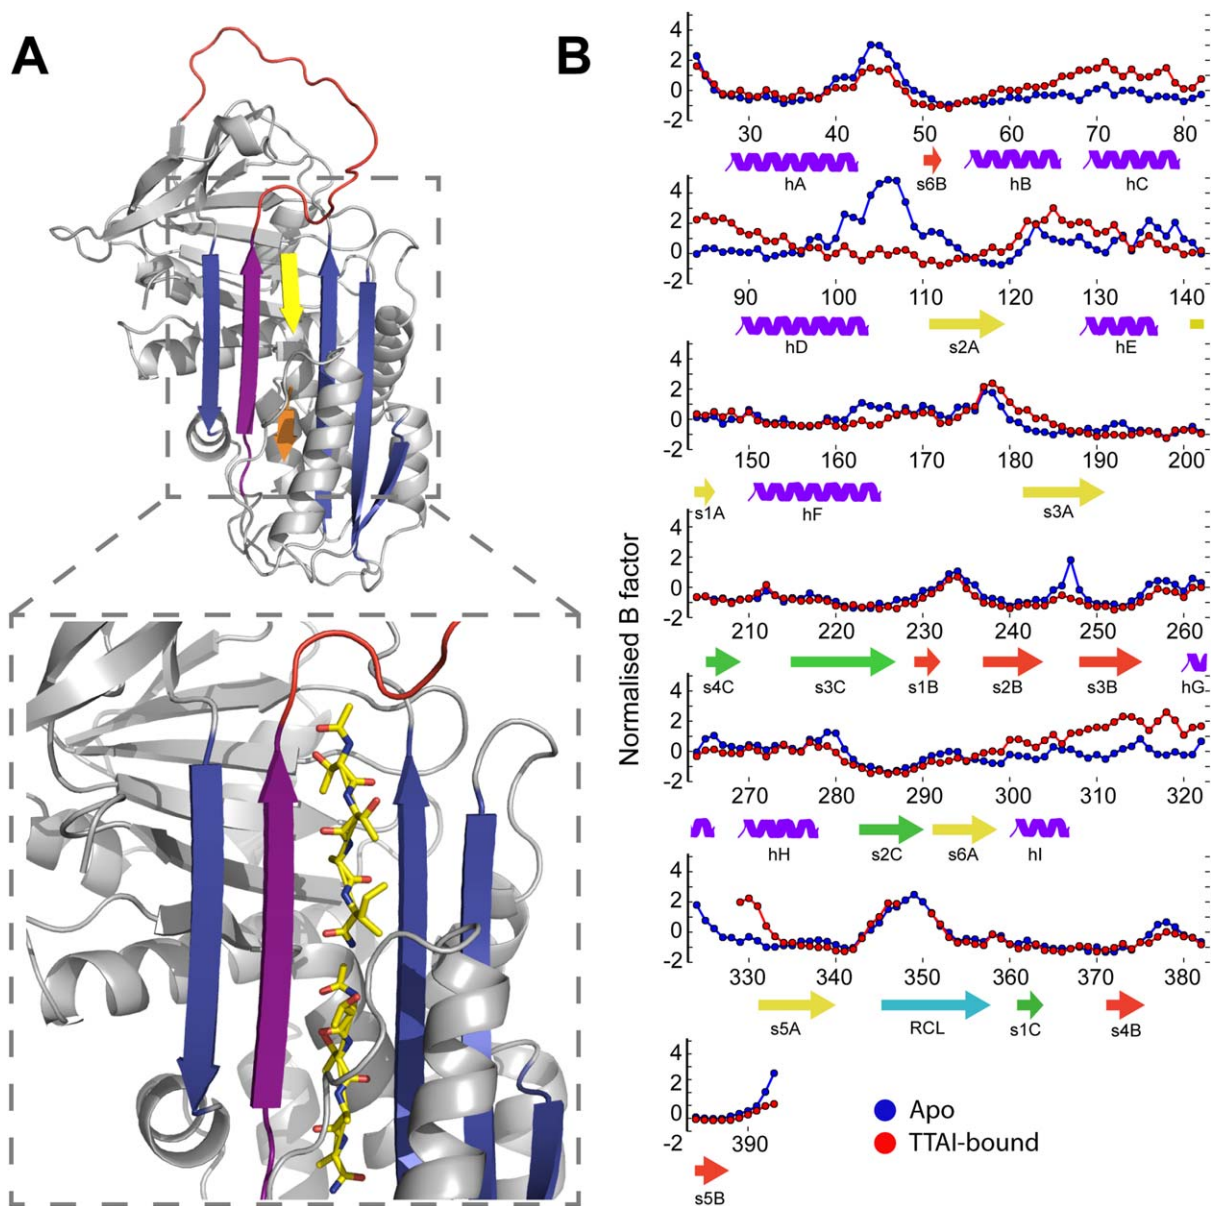 A
B
Normalised B factor
4
2
0
-2
30 40 50 60 70 80
hA s6B hB hC
4
2
0
-2
90 100 110 120 130 140
hD s2A hE
4
2
0
-2
150 160 170 180 190 200
s1A hF s3A
4
2
0
-2
210 220 230 240 250 260
s4C s3C s1B s2B s3B hG
4
2
0
-2
270 280 290 300 310 320
hH s2C s6A hI
4
2
0
-2
330 340 350 360 370 380
s5A RCL s1C s4B
4
2
0
-2
390
s5B
Apo
TTAI-bound